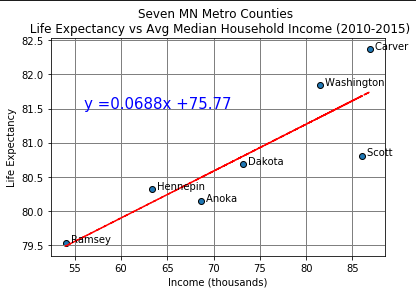 Seven MN Metro Counties
Life Expectancy vs Avg Median Household Income (2010-2015)
82.5
82.0
81.5
81.0
80.5
80.0
79.5
Life Expectancy
y =0.0688x +75.77
Carver
Washington
Scott
Dakota
Hennepin
Anoka
Ramsey
55 60 65 70 75 80 85
Income (thousands)